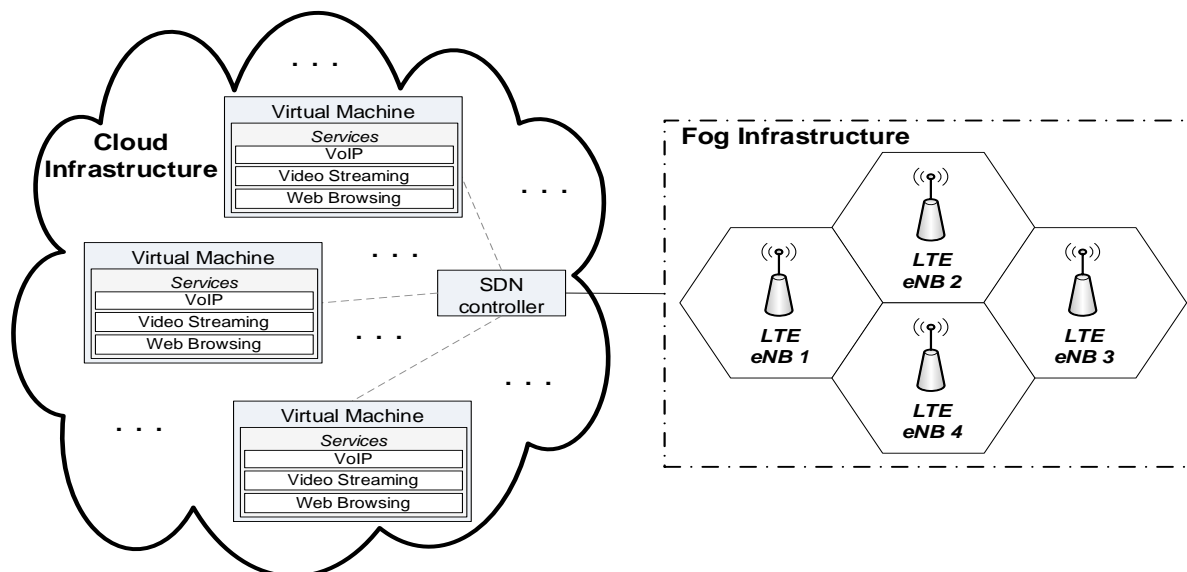 . . .
Cloud
Infrastructure
Virtual Machine
Services
VoIP
Video Streaming
Web Browsing
. . .
Virtual Machine
Services
VoIP
Video Streaming
Web Browsing
. . .
. . .
SDN
controller
Virtual Machine
Services
VoIP
Video Streaming
Web Browsing
. . .
. . .
Fog Infrastructure
LTE
eNB 1
LTE
eNB 2
LTE
eNB 3
LTE
eNB 4